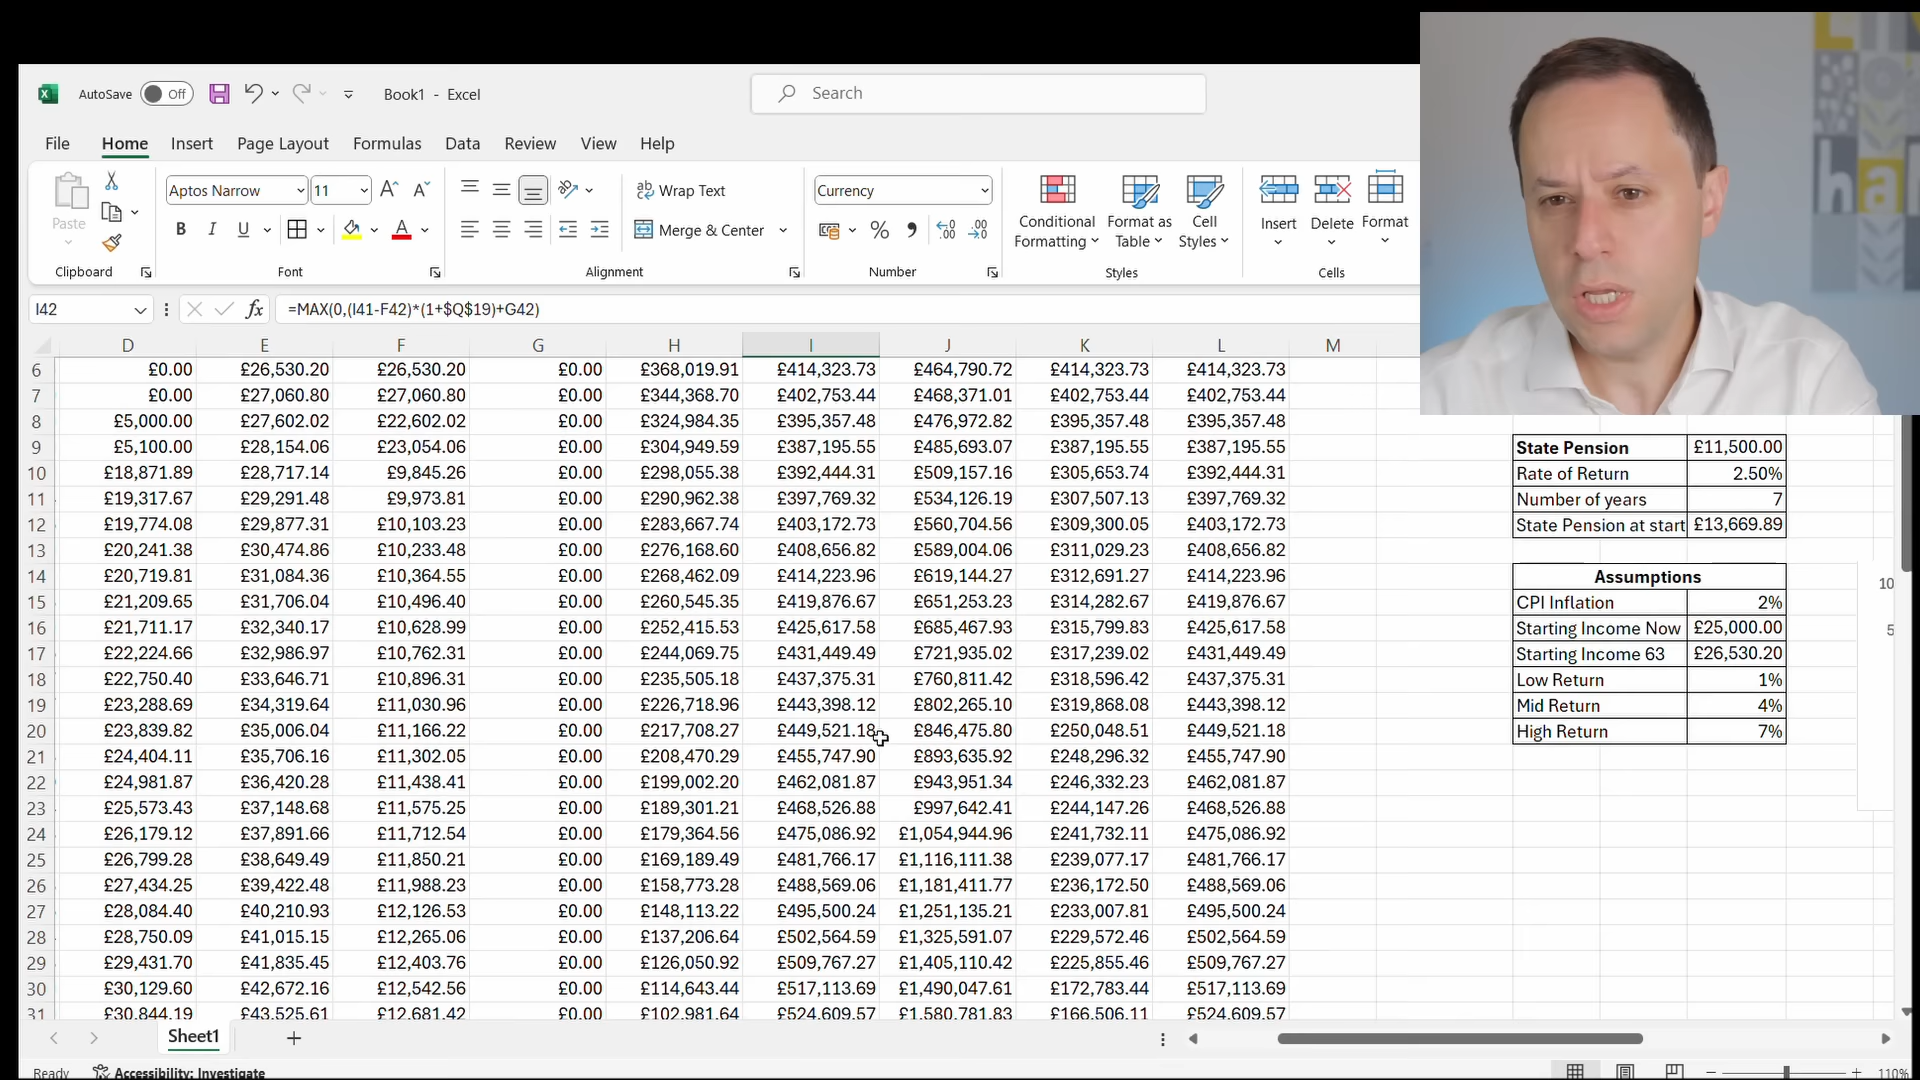 AutoSave Off Book1 - Excel Search
File Home Insert Page Layout Formulas Data Review View Help
Paste Aptos Narrow 11 A A Wrap Text Currency Conditional Formatting Format as Table Cell Styles Insert Delete Format
B I U A Merge & Center % , .00 .00
Clipboard Font Alignment Number Styles Cells
I42 fx =MAX(0,(I41-F42)*(1+$Q$19)+G42)
D E F G H I J K L M
6 £0.00 £26,530.20 £26,530.20 £0.00 £368,019.91 £414,323.73 £464,790.72 £414,323.73 £414,323.73
7 £0.00 £27,060.80 £27,060.80 £0.00 £344,368.70 £402,753.44 £468,371.01 £402,753.44 £402,753.44
8 £5,000.00 £27,602.02 £22,602.02 £0.00 £324,984.35 £395,357.48 £476,972.82 £395,357.48 £395,357.48
9 £5,100.00 £28,154.06 £23,054.06 £0.00 £304,949.59 £387,195.55 £485,693.07 £387,195.55 £387,195.55 State Pension £11,500.00
10 £18,871.89 £28,717.14 £9,845.26 £0.00 £298,055.38 £392,444.31 £509,157.16 £305,653.74 £392,444.31 Rate of Return 2.50%
11 £19,317.67 £29,291.48 £9,973.81 £0.00 £290,962.38 £397,769.32 £534,126.19 £307,507.13 £397,769.32 Number of years 7
12 £19,774.08 £29,877.31 £10,103.23 £0.00 £283,667.74 £403,172.73 £560,704.56 £309,300.05 £403,172.73 State Pension at start £13,669.89
13 £20,241.38 £30,474.86 £10,233.48 £0.00 £276,168.60 £408,656.82 £589,004.06 £311,029.23 £408,656.82
14 £20,719.81 £31,084.36 £10,364.55 £0.00 £268,462.09 £414,223.96 £619,144.27 £312,691.27 £414,223.96 Assumptions 10
15 £21,209.65 £31,706.04 £10,496.40 £0.00 £260,545.35 £419,876.67 £651,253.23 £314,282.67 £419,876.67 CPI Inflation 2%
16 £21,711.17 £32,340.17 £10,628.99 £0.00 £252,415.53 £425,617.58 £685,467.93 £315,799.83 £425,617.58 Starting Income Now £25,000.00 5
17 £22,224.66 £32,986.97 £10,762.31 £0.00 £244,069.75 £431,449.49 £721,935.02 £317,239.02 £431,449.49 Starting Income 63 £26,530.20
18 £22,750.40 £33,646.71 £10,896.31 £0.00 £235,505.18 £437,375.31 £760,811.42 £318,596.42 £437,375.31 Low Return 1%
19 £23,288.69 £34,319.64 £11,030.96 £0.00 £226,718.96 £443,398.12 £802,265.10 £319,868.08 £443,398.12 Mid Return 4%
20 £23,839.82 £35,006.04 £11,166.22 £0.00 £217,708.27 £449,521.18 £846,475.80 £250,048.51 £449,521.18 High Return 7%
21 £24,404.11 £35,706.16 £11,302.05 £0.00 £208,470.29 £455,747.90 £893,635.92 £248,296.32 £455,747.90
22 £24,981.87 £36,420.28 £11,438.41 £0.00 £199,002.20 £462,081.87 £943,951.34 £246,332.23 £462,081.87
23 £25,573.43 £37,148.68 £11,575.25 £0.00 £189,301.21 £468,526.88 £997,642.41 £244,147.26 £468,526.88
24 £26,179.12 £37,891.66 £11,712.54 £0.00 £179,364.56 £475,086.92 £1,054,944.96 £241,732.11 £475,086.92
25 £26,799.28 £38,649.49 £11,850.21 £0.00 £169,189.49 £481,766.17 £1,116,111.38 £239,077.17 £481,766.17
26 £27,434.25 £39,422.48 £11,988.23 £0.00 £158,773.28 £488,569.06 £1,181,411.77 £236,172.50 £488,569.06
27 £28,084.40 £40,210.93 £12,126.53 £0.00 £148,113.22 £495,500.24 £1,251,135.21 £233,007.81 £495,500.24
28 £28,750.09 £41,015.15 £12,265.06 £0.00 £137,206.64 £502,564.59 £1,325,591.07 £229,572.46 £502,564.59
29 £29,431.70 £41,835.45 £12,403.76 £0.00 £126,050.92 £509,767.27 £1,405,110.42 £225,855.46 £509,767.27
30 £30,129.60 £42,672.16 £12,542.56 £0.00 £114,643.44 £517,113.69 £1,490,047.61 £172,783.44 £517,113.69
31 £30,844.19 £43,525.61 £12,681.42 £0.00 £102,981.64 £524,609.57 £1,580,781.83 £166,506.11 £524,609.57
Sheet1
Ready Accessibility: Investigate 110%